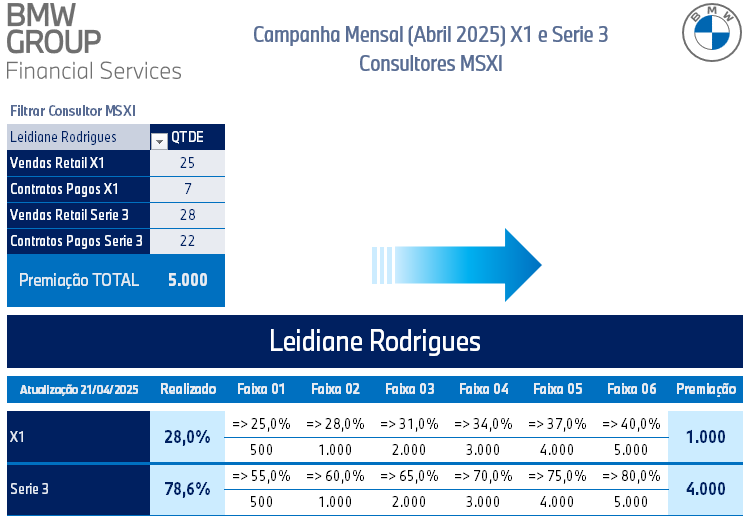 BMW
GROUP
Financial Services
Campanha Mensal (Abril 2025) X1 e Serie 3
Consultores MSXI
BMW
Filtrar Consultor MSXI
Leidiane Rodrigues QTDE
Vendas Retail X1 25
Contratos Pagos X1 7
Vendas Retail Serie 3 28
Contratos Pagos Serie 3 22
Premiação TOTAL 5.000
Leidiane Rodrigues
Atualização 21/04/2025 Realizado Faixa 01 Faixa 02 Faixa 03 Faixa 04 Faixa 05 Faixa 06 Premiação
X1 28,0% => 25,0% => 28,0% => 31,0% => 34,0% => 37,0% => 40,0% 1.000
500 1.000 2.000 3.000 4.000 5.000
Serie 3 78,6% => 55,0% => 60,0% => 65,0% => 70,0% => 75,0% => 80,0% 4.000
500 1.000 2.000 3.000 4.000 5.000